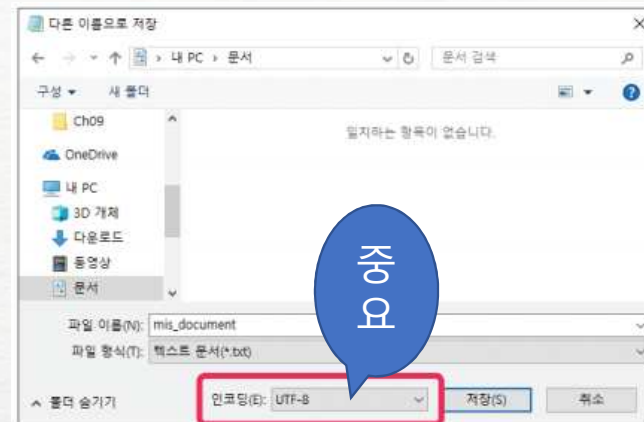 다른 이름으로 저장
내 PC › 문서
문서 검색
구성
새 폴더
Ch09
OneDrive
내 PC
3D 개체
다운로드
동영상
문서
일치하는 항목이 없습니다.
중
요
파일 이름(N): mis_document
파일 형식(T): 텍스트 문서(*.txt)
폴더 숨기기
인코딩(E): UTF-8
저장(S)
취소